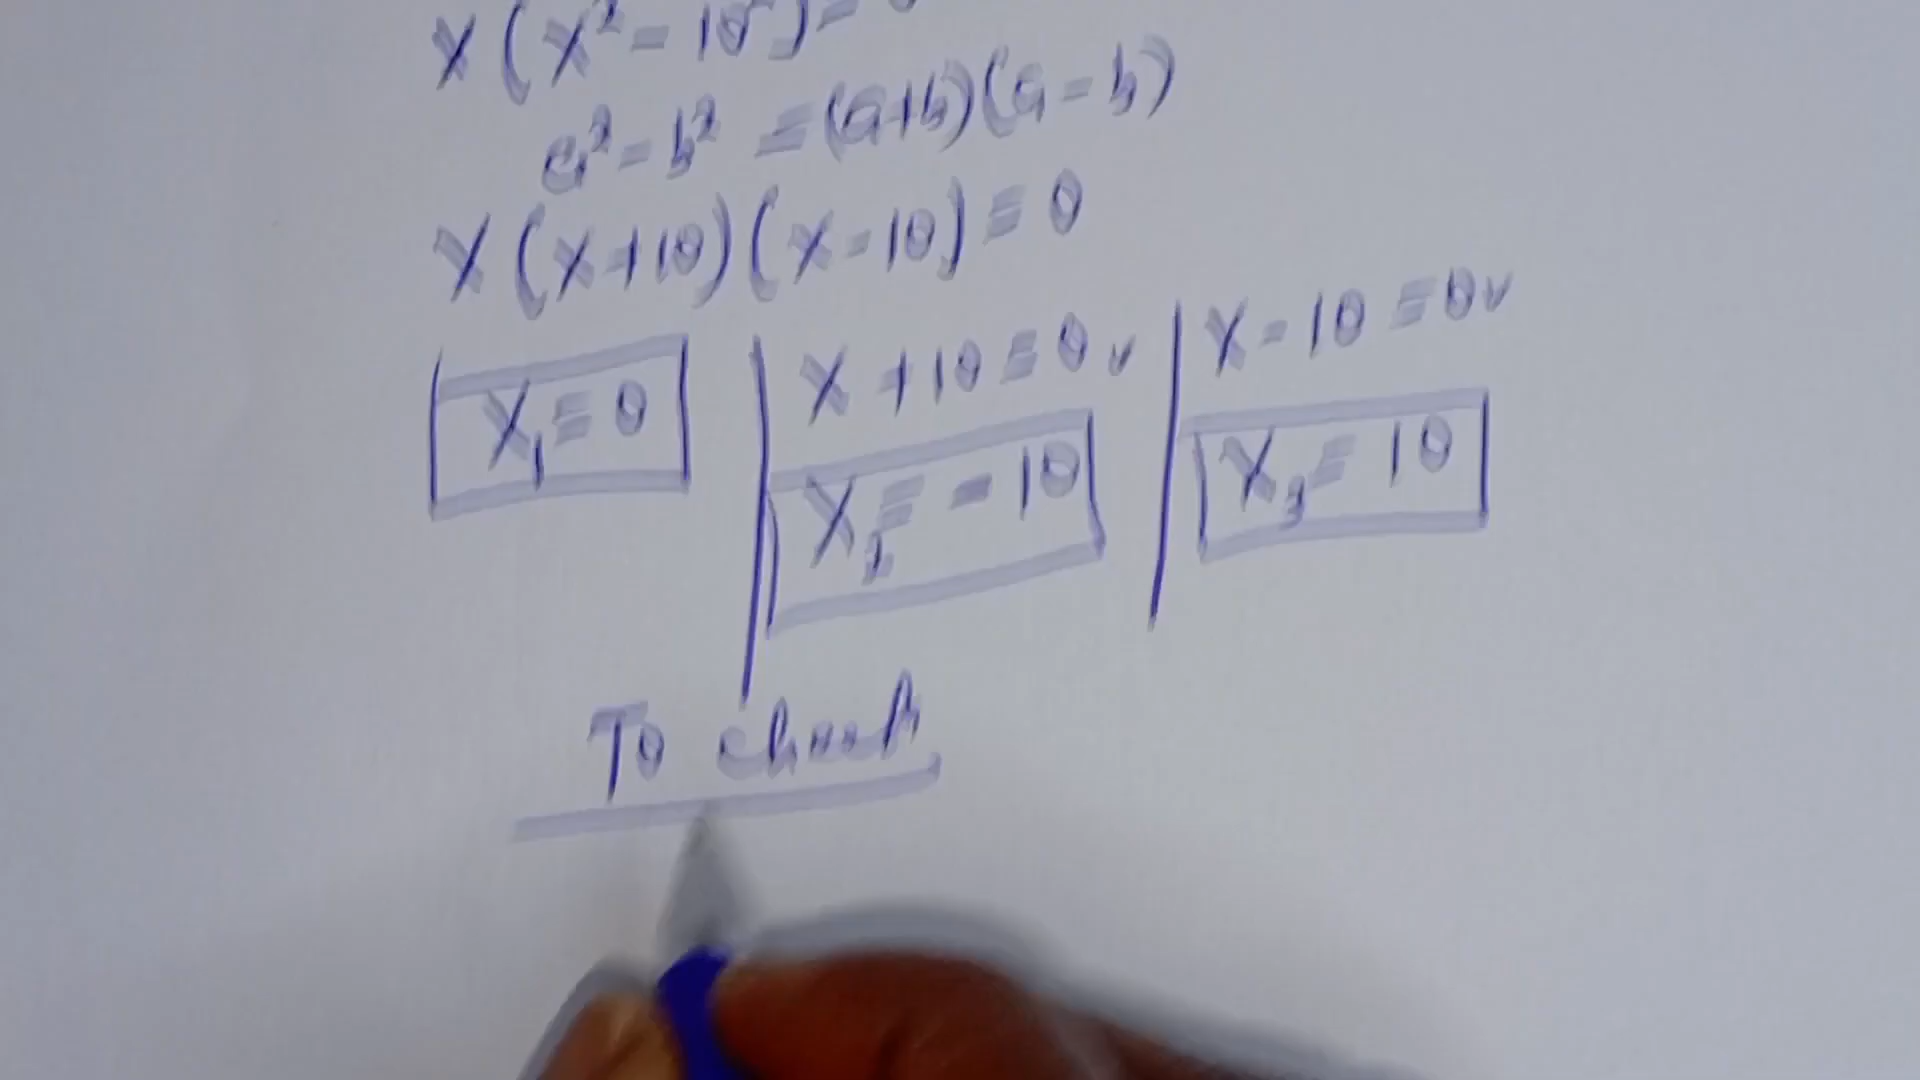 X(X² - 10²) = 0
a² - b² = (a+b)(a-b)
X(X+10)(X-10) = 0
X₁ = 0
X + 10 = 0
X₂ = -10
X - 10 = 0
X₃ = 10
To check